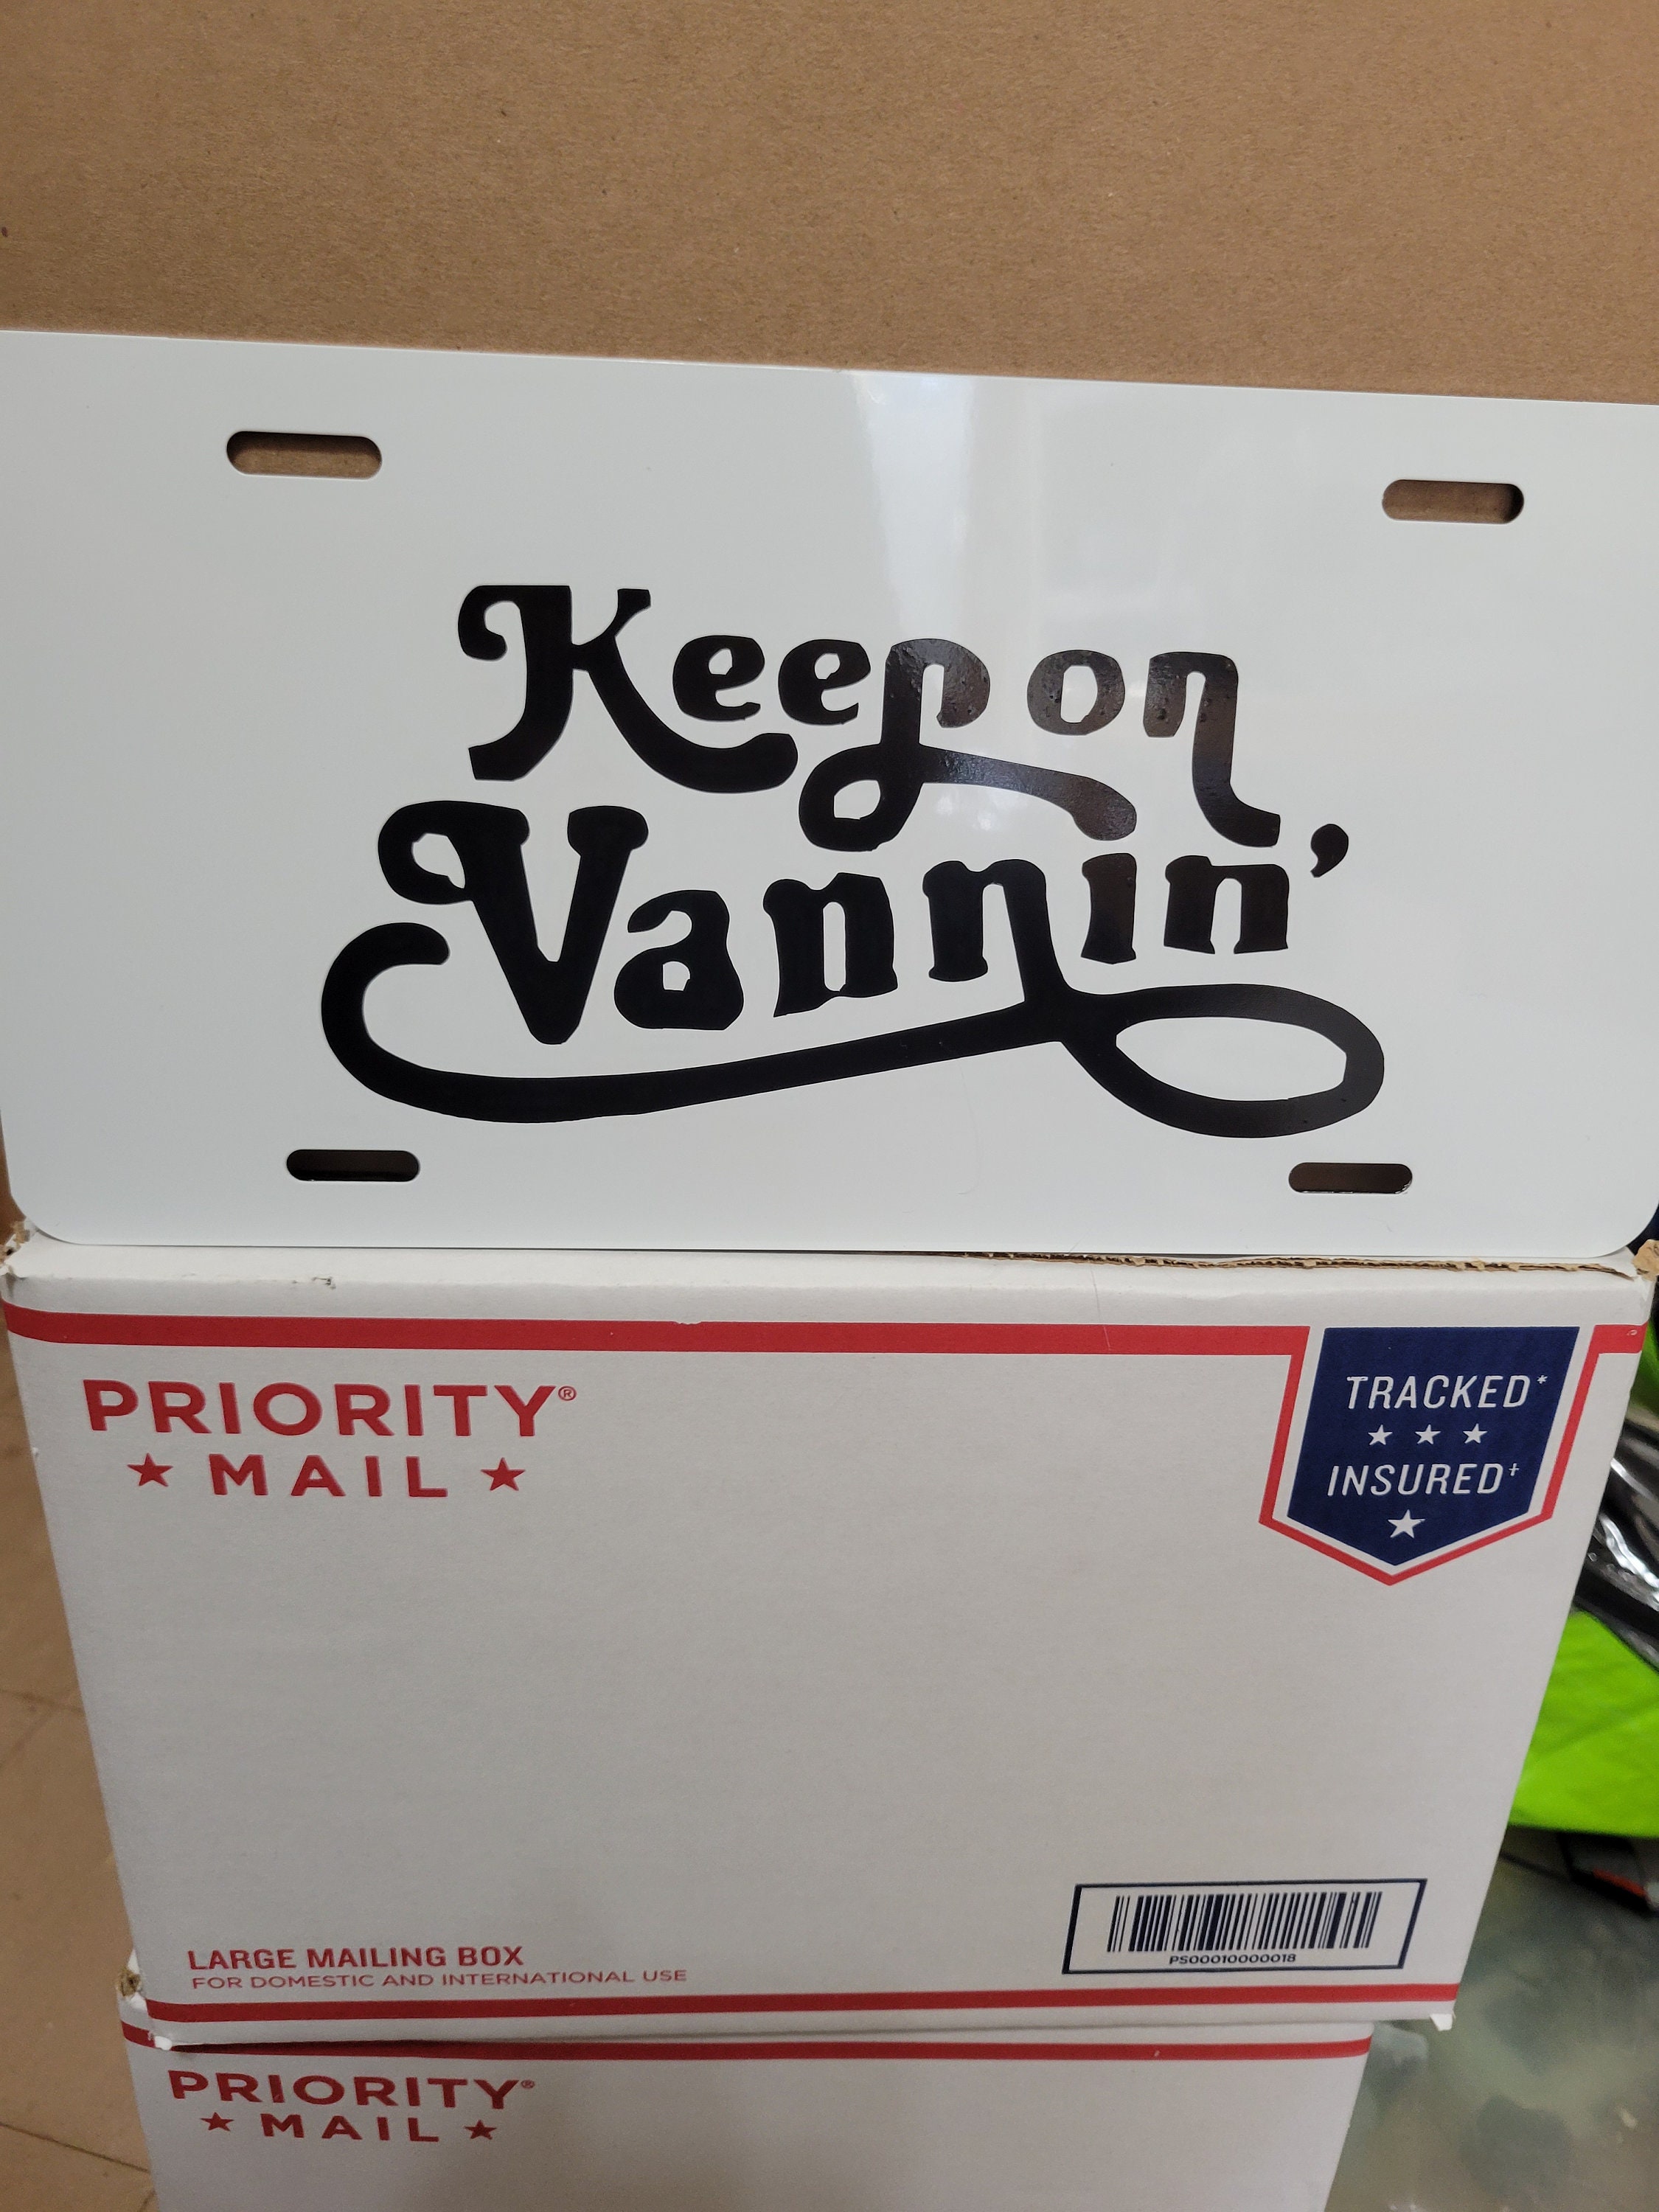 Keep on
Vannin'
PRIORITY®
★ MAIL ★
TRACKED*
★ ★ ★
INSURED†
★
LARGE MAILING BOX
FOR DOMESTIC AND INTERNATIONAL USE
PS00010000018
PRIORITY®
★ MAIL ★